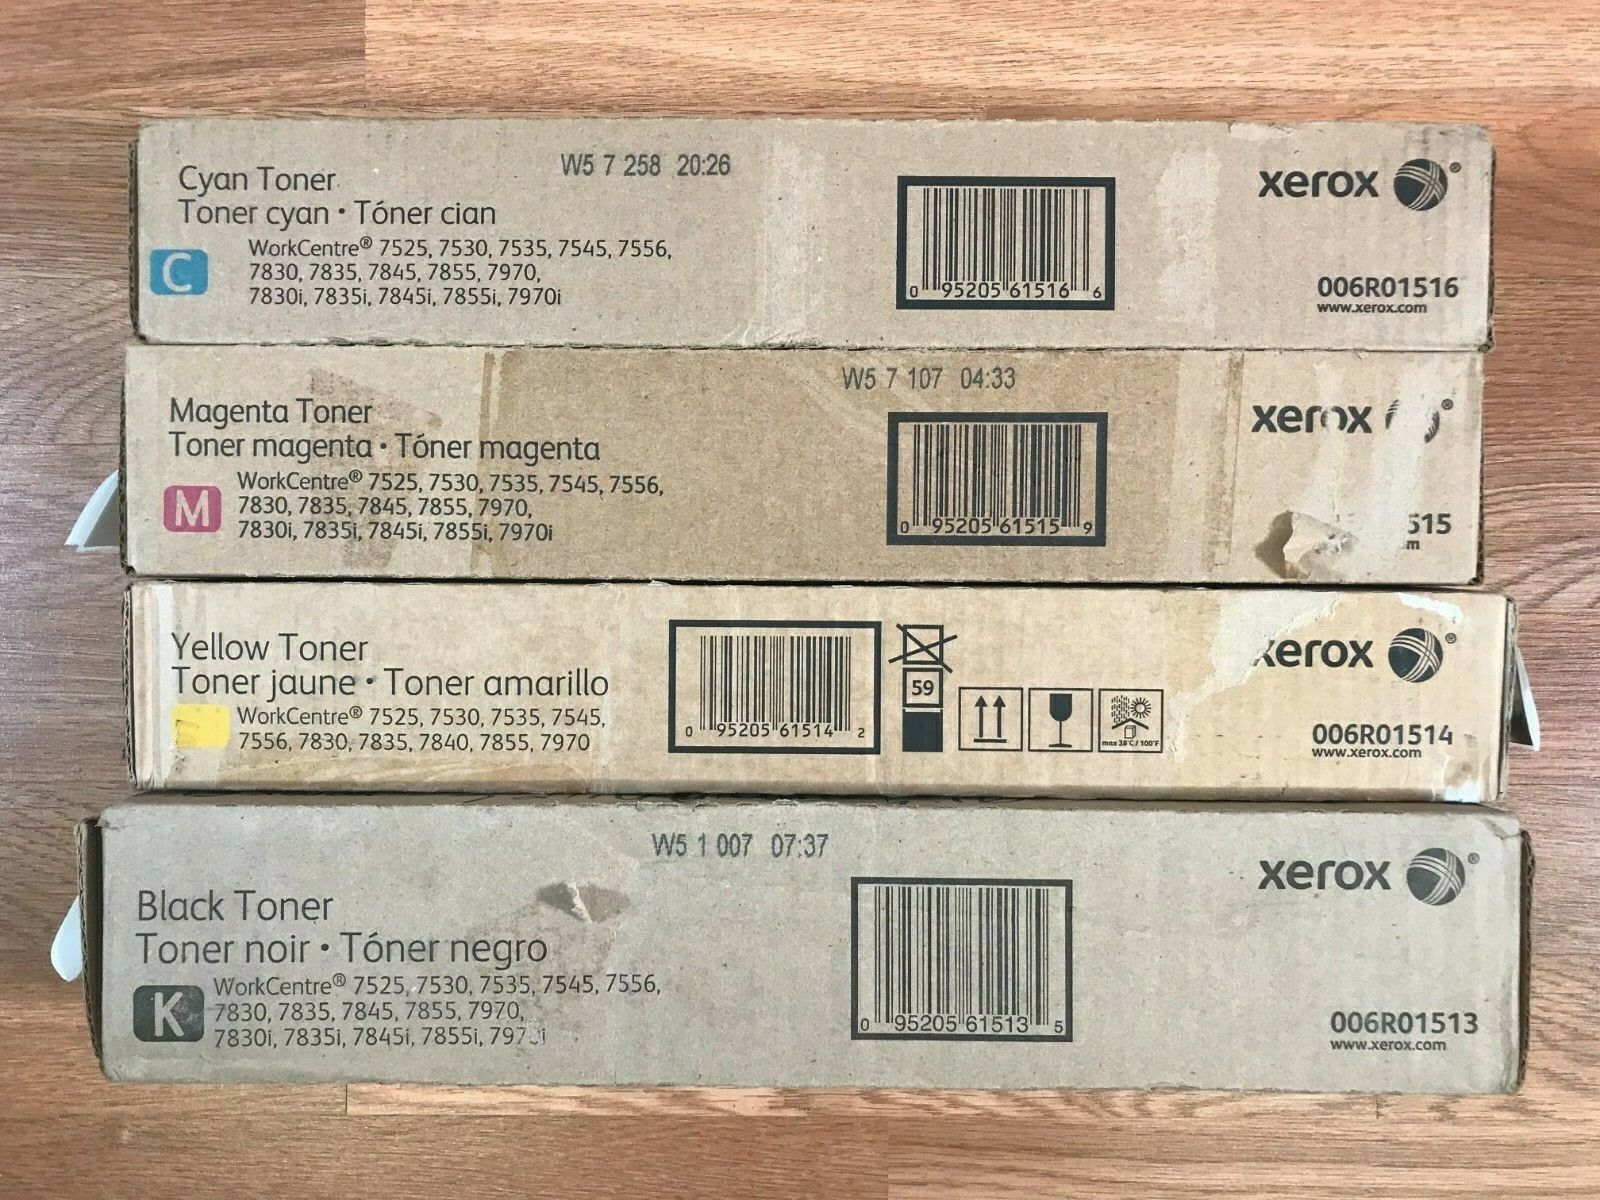 Cyan Toner
Toner cyan • Tóner cian
C
WorkCentre® 7525, 7530, 7535, 7545, 7556,
7830, 7835, 7845, 7855, 7970,
7830i, 7835i, 7845i, 7855i, 7970i
W5 7 258 20:26
0 95205 61516 6
xerox ®
006R01516
www.xerox.com
Magenta Toner
Toner magenta • Tóner magenta
M
WorkCentre® 7525, 7530, 7535, 7545, 7556,
7830, 7835, 7845, 7855, 7970,
7830i, 7835i, 7845i, 7855i, 7970i
W5 7 107 04:33
0 95205 61515 9
xerox ®
515
m
Yellow Toner
Toner jaune • Toner amarillo
WorkCentre® 7525, 7530, 7535, 7545,
7556, 7830, 7835, 7840, 7855, 7970
0 95205 61514 2
59
max 38°C / 100°F
xerox ®
006R01514
www.xerox.com
Black Toner
Toner noir • Tóner negro
K
WorkCentre® 7525, 7530, 7535, 7545, 7556,
7830, 7835, 7845, 7855, 7970,
7830i, 7835i, 7845i, 7855i, 7970i
W5 1 007 07:37
0 95205 61513 5
xerox ®
006R01513
www.xerox.com